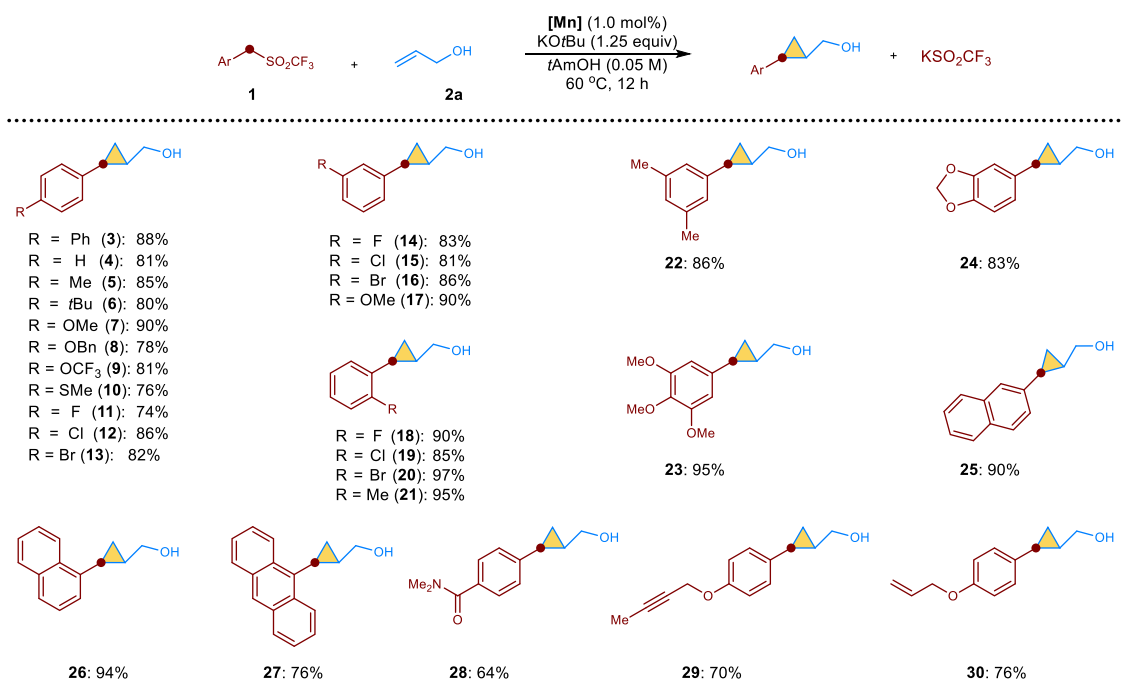 [Mn] (1.0 mol%)
KOtBu (1.25 equiv)
tAmOH (0.05 M)
60 °C, 12 h
Ar SO2CF3 + OH Ar OH + KSO2CF3
1 2a
OH
R
R = Ph (3): 88%
R = H (4): 81%
R = Me (5): 85%
R = tBu (6): 80%
R = OMe (7): 90%
R = OBn (8): 78%
R = OCF3 (9): 81%
R = SMe (10): 76%
R = F (11): 74%
R = Cl (12): 86%
R = Br (13): 82%
R OH
R = F (14): 83%
R = Cl (15): 81%
R = Br (16): 86%
R = OMe (17): 90%
OH
R
R = F (18): 90%
R = Cl (19): 85%
R = Br (20): 97%
R = Me (21): 95%
Me OH
Me
22: 86%
O OH
O
24: 83%
MeO OH
MeO
OMe
23: 95%
OH
25: 90%
OH
26: 94%
OH
27: 76%
OH
Me2N
O
28: 64%
OH
O
Me
29: 70%
OH
O
30: 76%